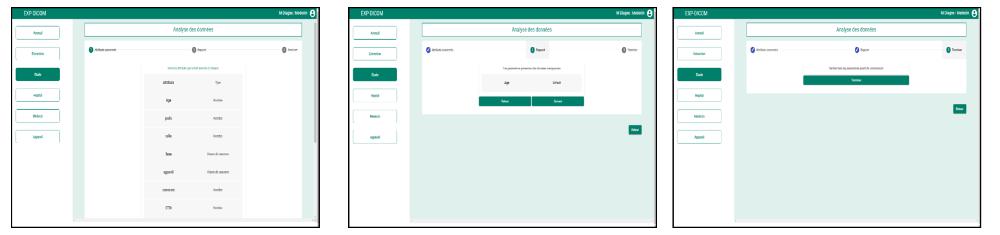 EXP-DICOM
M Diagne : Medecin
Acceuil
Extraction
Etude
Hopital
Medecin
Appareil
Analyse des données
1 Attributs concernés
2 Rapport
3 Terminer
Voici les attributs qui seront soumis à l'analyse
Attributs Type
Age Nombre
podis Nombre
taille Nombre
Sexe Chaine de caractere
appareil Chaine de caractere
constrast Nombre
CTDI Nombre
EXP-DICOM
M Diagne : Medecin
Acceuil
Extraction
Etude
Hopital
Medecin
Appareil
Analyse des données
Attributs concernés
2 Rapport
3 Terminer
Ces parametres presentes des données manquantes
Age Default
Retour Suivant
Retour
EXP-DICOM
M Diagne : Medecin
Acceuil
Extraction
Etude
Hopital
Medecin
Appareil
Analyse des données
Attributs concernés
Rapport
3 Terminer
Verifier bien les parametres avant de commencer!
Terminer
Retour